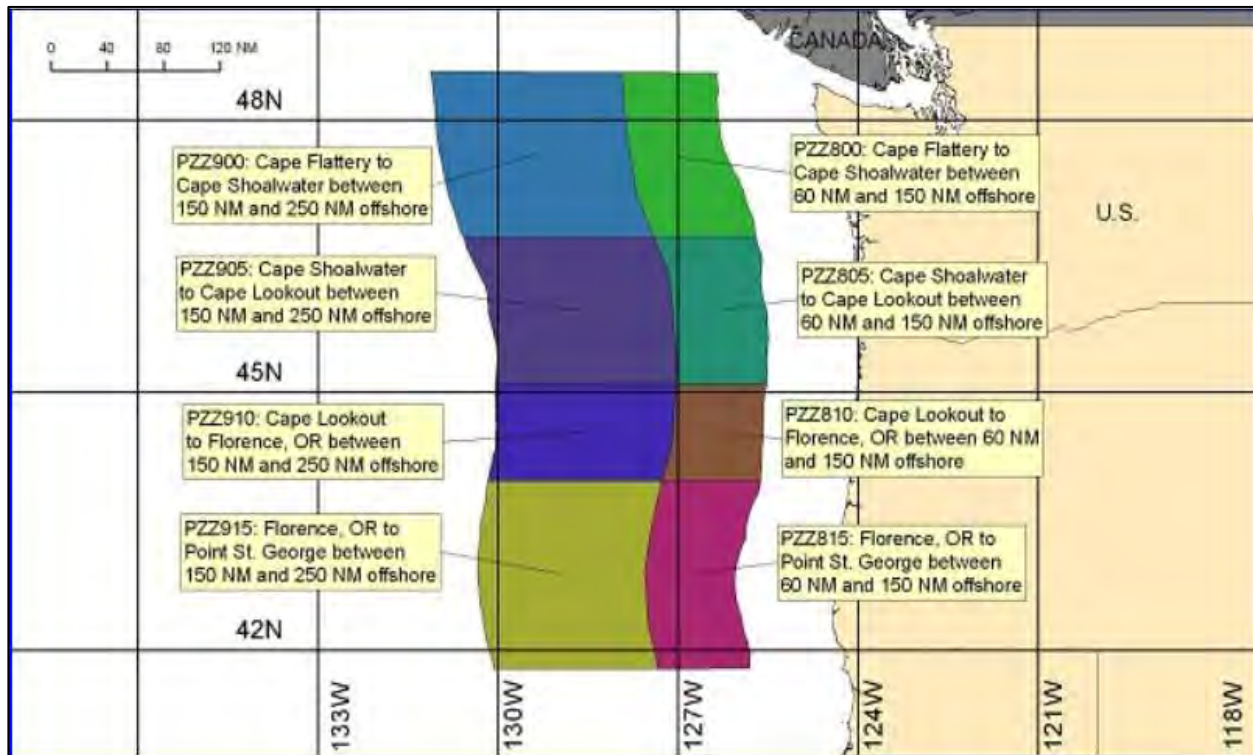 0 40 80 120 NM
CANADA
48N
PZZ900: Cape Flattery to
Cape Shoalwater between
150 NM and 250 NM offshore
PZZ800: Cape Flattery to
Cape Shoalwater between
60 NM and 150 NM offshore
U.S.
PZZ905: Cape Shoalwater
to Cape Lookout between
150 NM and 250 NM offshore
PZZ805: Cape Shoalwater
to Cape Lookout between
60 NM and 150 NM offshore
45N
PZZ910: Cape Lookout
to Florence, OR between
150 NM and 250 NM offshore
PZZ810: Cape Lookout to
Florence, OR between 60 NM
and 150 NM offshore
PZZ915: Florence, OR to
Point St. George between
150 NM and 250 NM offshore
PZZ815: Florence, OR to
Point St. George between
60 NM and 150 NM offshore
42N
133W
130W
127W
124W
121W
118W